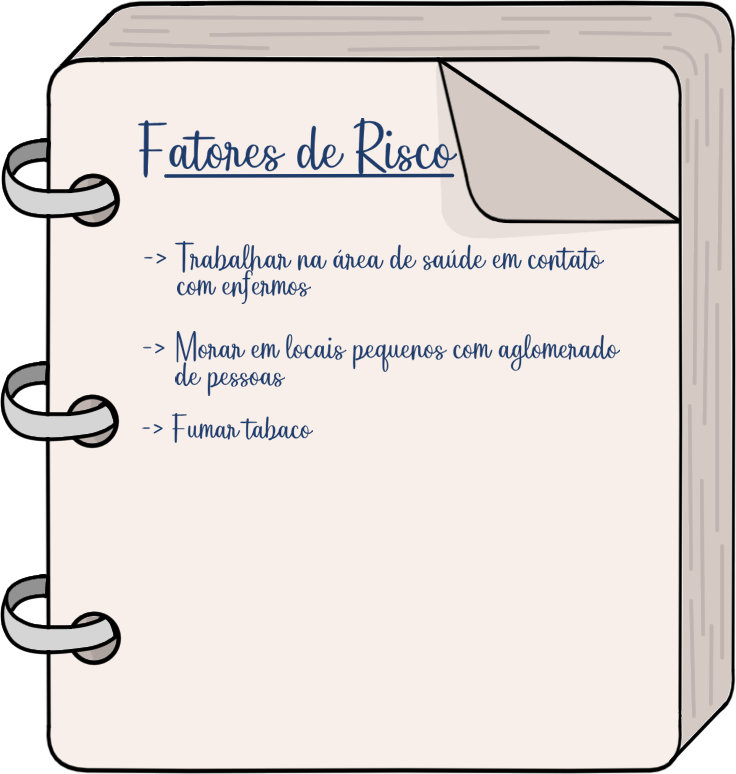 Fatores de Risco
-> Trabalhar na área de saúde em contato
com enfermos
-> Morar em locais pequenos com aglomerado
de pessoas
-> Fumar tabaco